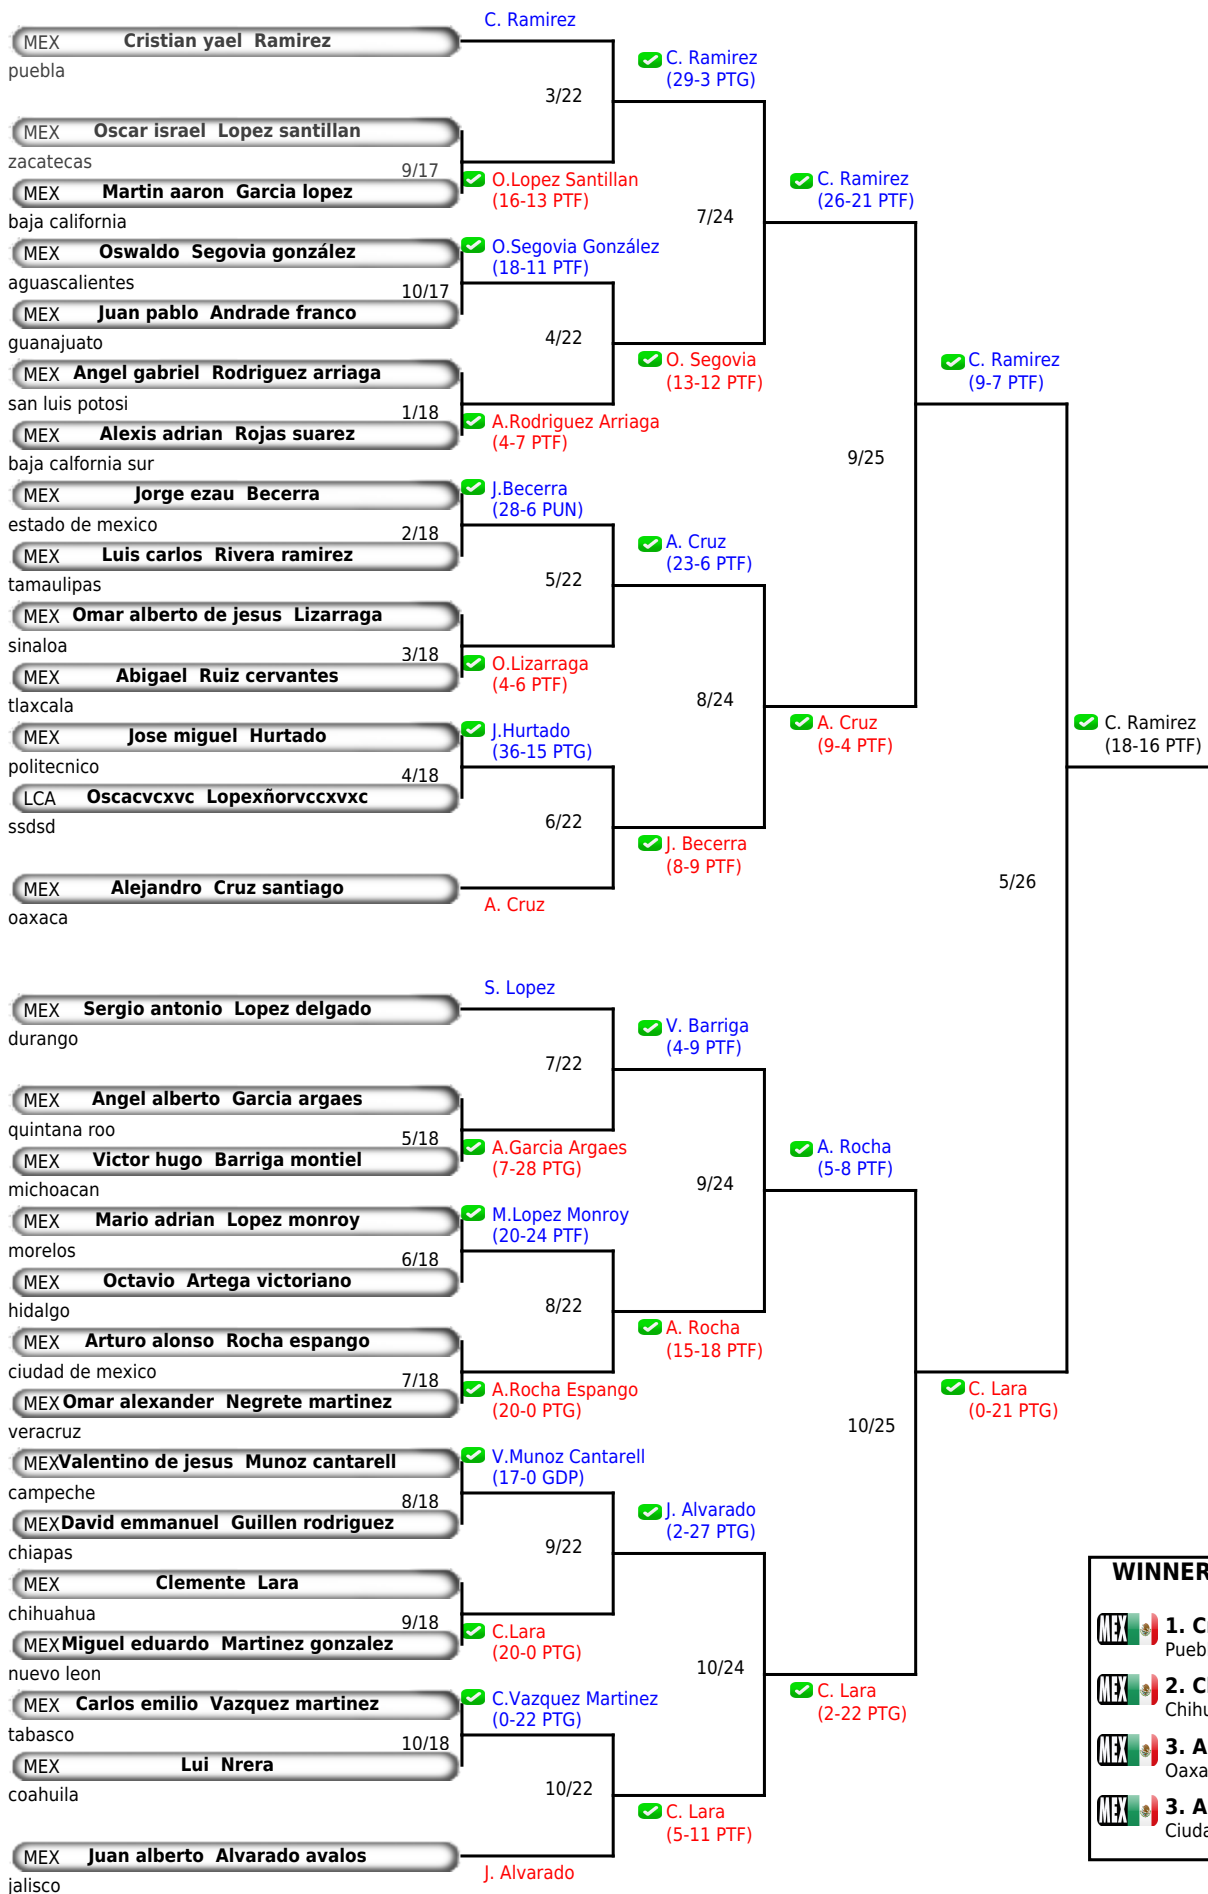 C. Ramirez
MEX Cristian yael Ramirez
puebla
C. Ramirez
(29-3 PTG)
3/22
MEX Oscar israel Lopez santillan
zacatecas
9/17
MEX Martin aaron Garcia lopez
baja california
O.Lopez Santillan
(16-13 PTF)
C. Ramirez
(26-21 PTF)
7/24
MEX Oswaldo Segovia gonzález
aguascalientes
O.Segovia González
(18-11 PTF)
10/17
MEX Juan pablo Andrade franco
guanajuato
4/22
O. Segovia
(13-12 PTF)
C. Ramirez
(9-7 PTF)
MEX Angel gabriel Rodriguez arriaga
san luis potosi
1/18
MEX Alexis adrian Rojas suarez
baja calfornia sur
A.Rodriguez Arriaga
(4-7 PTF)
9/25
MEX Jorge ezau Becerra
estado de mexico
J.Becerra
(28-6 PUN)
2/18
MEX Luis carlos Rivera ramirez
tamaulipas
A. Cruz
(23-6 PTF)
5/22
MEX Omar alberto de jesus Lizarraga
sinaloa
3/18
MEX Abigael Ruiz cervantes
tlaxcala
O.Lizarraga
(4-6 PTF)
8/24
MEX Jose miguel Hurtado
politecnico
J.Hurtado
(36-15 PTG)
A. Cruz
(9-4 PTF)
C. Ramirez
(18-16 PTF)
4/18
LCA Oscacvcxvc Lopexñorvccxvxc
ssdsd
6/22
J. Becerra
(8-9 PTF)
MEX Alejandro Cruz santiago
oaxaca
A. Cruz
5/26
S. Lopez
MEX Sergio antonio Lopez delgado
durango
V. Barriga
(4-9 PTF)
7/22
MEX Angel alberto Garcia argaes
quintana roo
5/18
MEX Victor hugo Barriga montiel
michoacan
A.Garcia Argaes
(7-28 PTG)
A. Rocha
(5-8 PTF)
9/24
MEX Mario adrian Lopez monroy
morelos
M.Lopez Monroy
(20-24 PTF)
6/18
MEX Octavio Artega victoriano
hidalgo
8/22
A. Rocha
(15-18 PTF)
MEX Arturo alonso Rocha espango
ciudad de mexico
7/18
MEX Omar alexander Negrete martinez
veracruz
A.Rocha Espango
(20-0 PTG)
C. Lara
(0-21 PTG)
10/25
MEX Valentino de jesus Munoz cantarell
campeche
V.Munoz Cantarell
(17-0 GDP)
8/18
MEX David emmanuel Guillen rodriguez
chiapas
J. Alvarado
(2-27 PTG)
9/22
MEX Clemente Lara
chihuahua
9/18
MEX Miguel eduardo Martinez gonzalez
nuevo leon
C.Lara
(20-0 PTG)
10/24
MEX Carlos emilio Vazquez martinez
tabasco
C.Vazquez Martinez
(0-22 PTG)
C. Lara
(2-22 PTG)
10/18
MEX Lui Nrera
coahuila
10/22
C. Lara
(5-11 PTF)
MEX Juan alberto Alvarado avalos
jalisco
J. Alvarado
WINNER
MEX 1. C
Pueb
MEX 2. Cl
Chihu
MEX 3. A
Oaxa
MEX 3. A
Ciuda